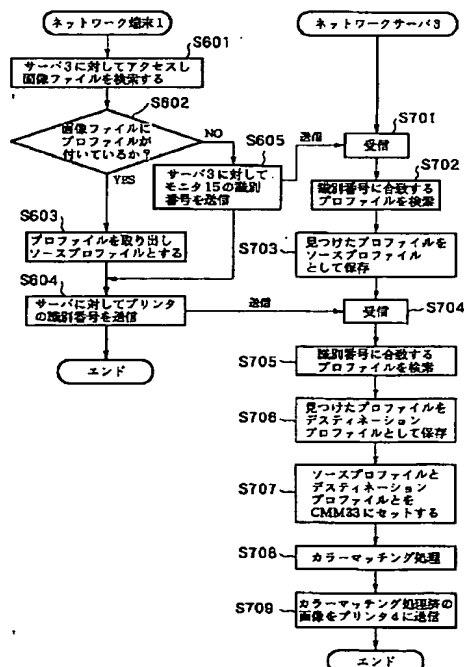 ネットワーク端末1
S601
サーバ3に対してアクセスし
画像ファイルを検索する
S602
画像ファイルに
プロファイルが
付いているか?
NO
YES
S605
サーバ3に対して
モニタ15の識別
番号を送信
送信
S603
プロファイルを取り出し
ソースプロファイルとする
S604
サーバに対してプリンタ
の識別番号を送信
送信
エンド
ネットワークサーバ3
S701
受信
S702
識別番号に合致する
プロファイルを検索
S703
見つけたプロファイルを
ソースプロファイル
として保存
S704
受信
S705
識別番号に合致する
プロファイルを検索
S706
見つけたプロファイルを
デスティネーション
プロファイルとして保存
S707
ソースプロファイルと
デスティネーション
プロファイルとを
CMM33にセットする
S708
カラーマッチング処理
S709
カラーマッチング処理済の
画像をプリンタ4に送信
エンド